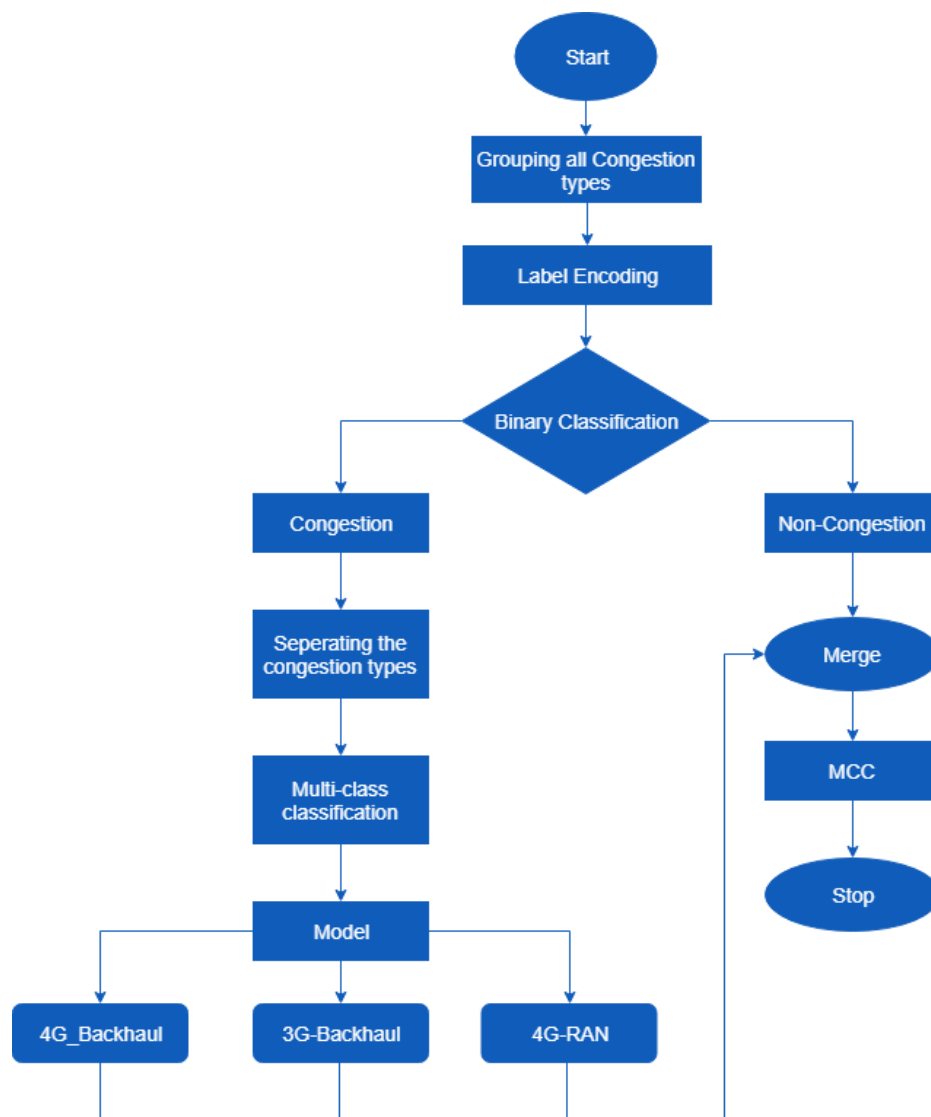 Start
Grouping all Congestion
types
Label Encoding
Binary Classification
Congestion
Non-Congestion
Seperating the
congestion types
Merge
Multi-class
classification
MCC
Stop
Model
4G_Backhaul
3G-Backhaul
4G-RAN